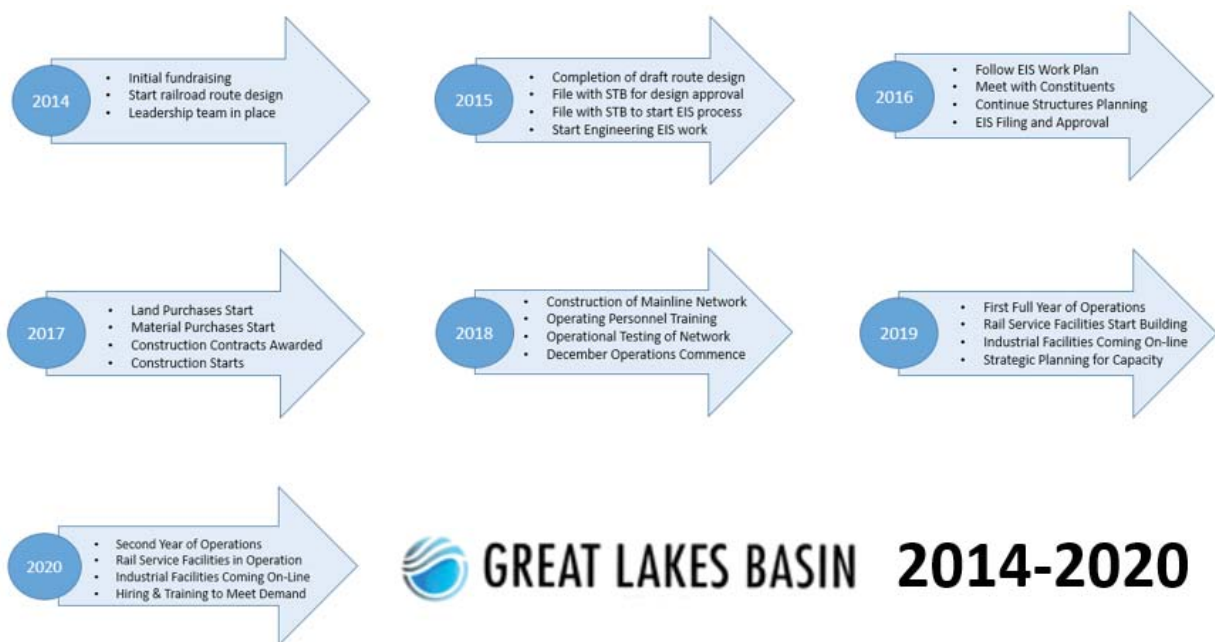 2014
• Initial fundraising
• Start railroad route design
• Leadership team in place
2015
• Completion of draft route design
• File with STB for design approval
• File with STB to start EIS process
• Start Engineering EIS work
2016
• Follow EIS Work Plan
• Meet with Constituents
• Continue Structures Planning
• EIS Filing and Approval
2017
• Land Purchases Start
• Material Purchases Start
• Construction Contracts Awarded
• Construction Starts
2018
• Construction of Mainline Network
• Operating Personnel Training
• Operational Testing of Network
• December Operations Commence
2019
• First Full Year of Operations
• Rail Service Facilities Start Building
• Industrial Facilities Coming On-line
• Strategic Planning for Capacity
2020
• Second Year of Operations
• Rail Service Facilities in Operation
• Industrial Facilities Coming On-Line
• Hiring & Training to Meet Demand
GREAT LAKES BASIN 2014-2020